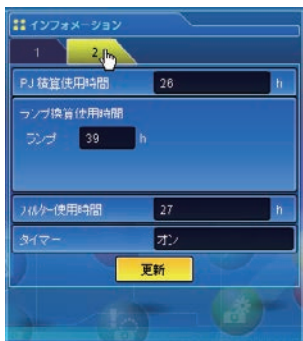 インフォメーション
1 2
PJ 積算使用時間 26 h
ランプ換算使用時間
ランプ 39 h
フィルター使用時間 27 h
タイマー オン
更新